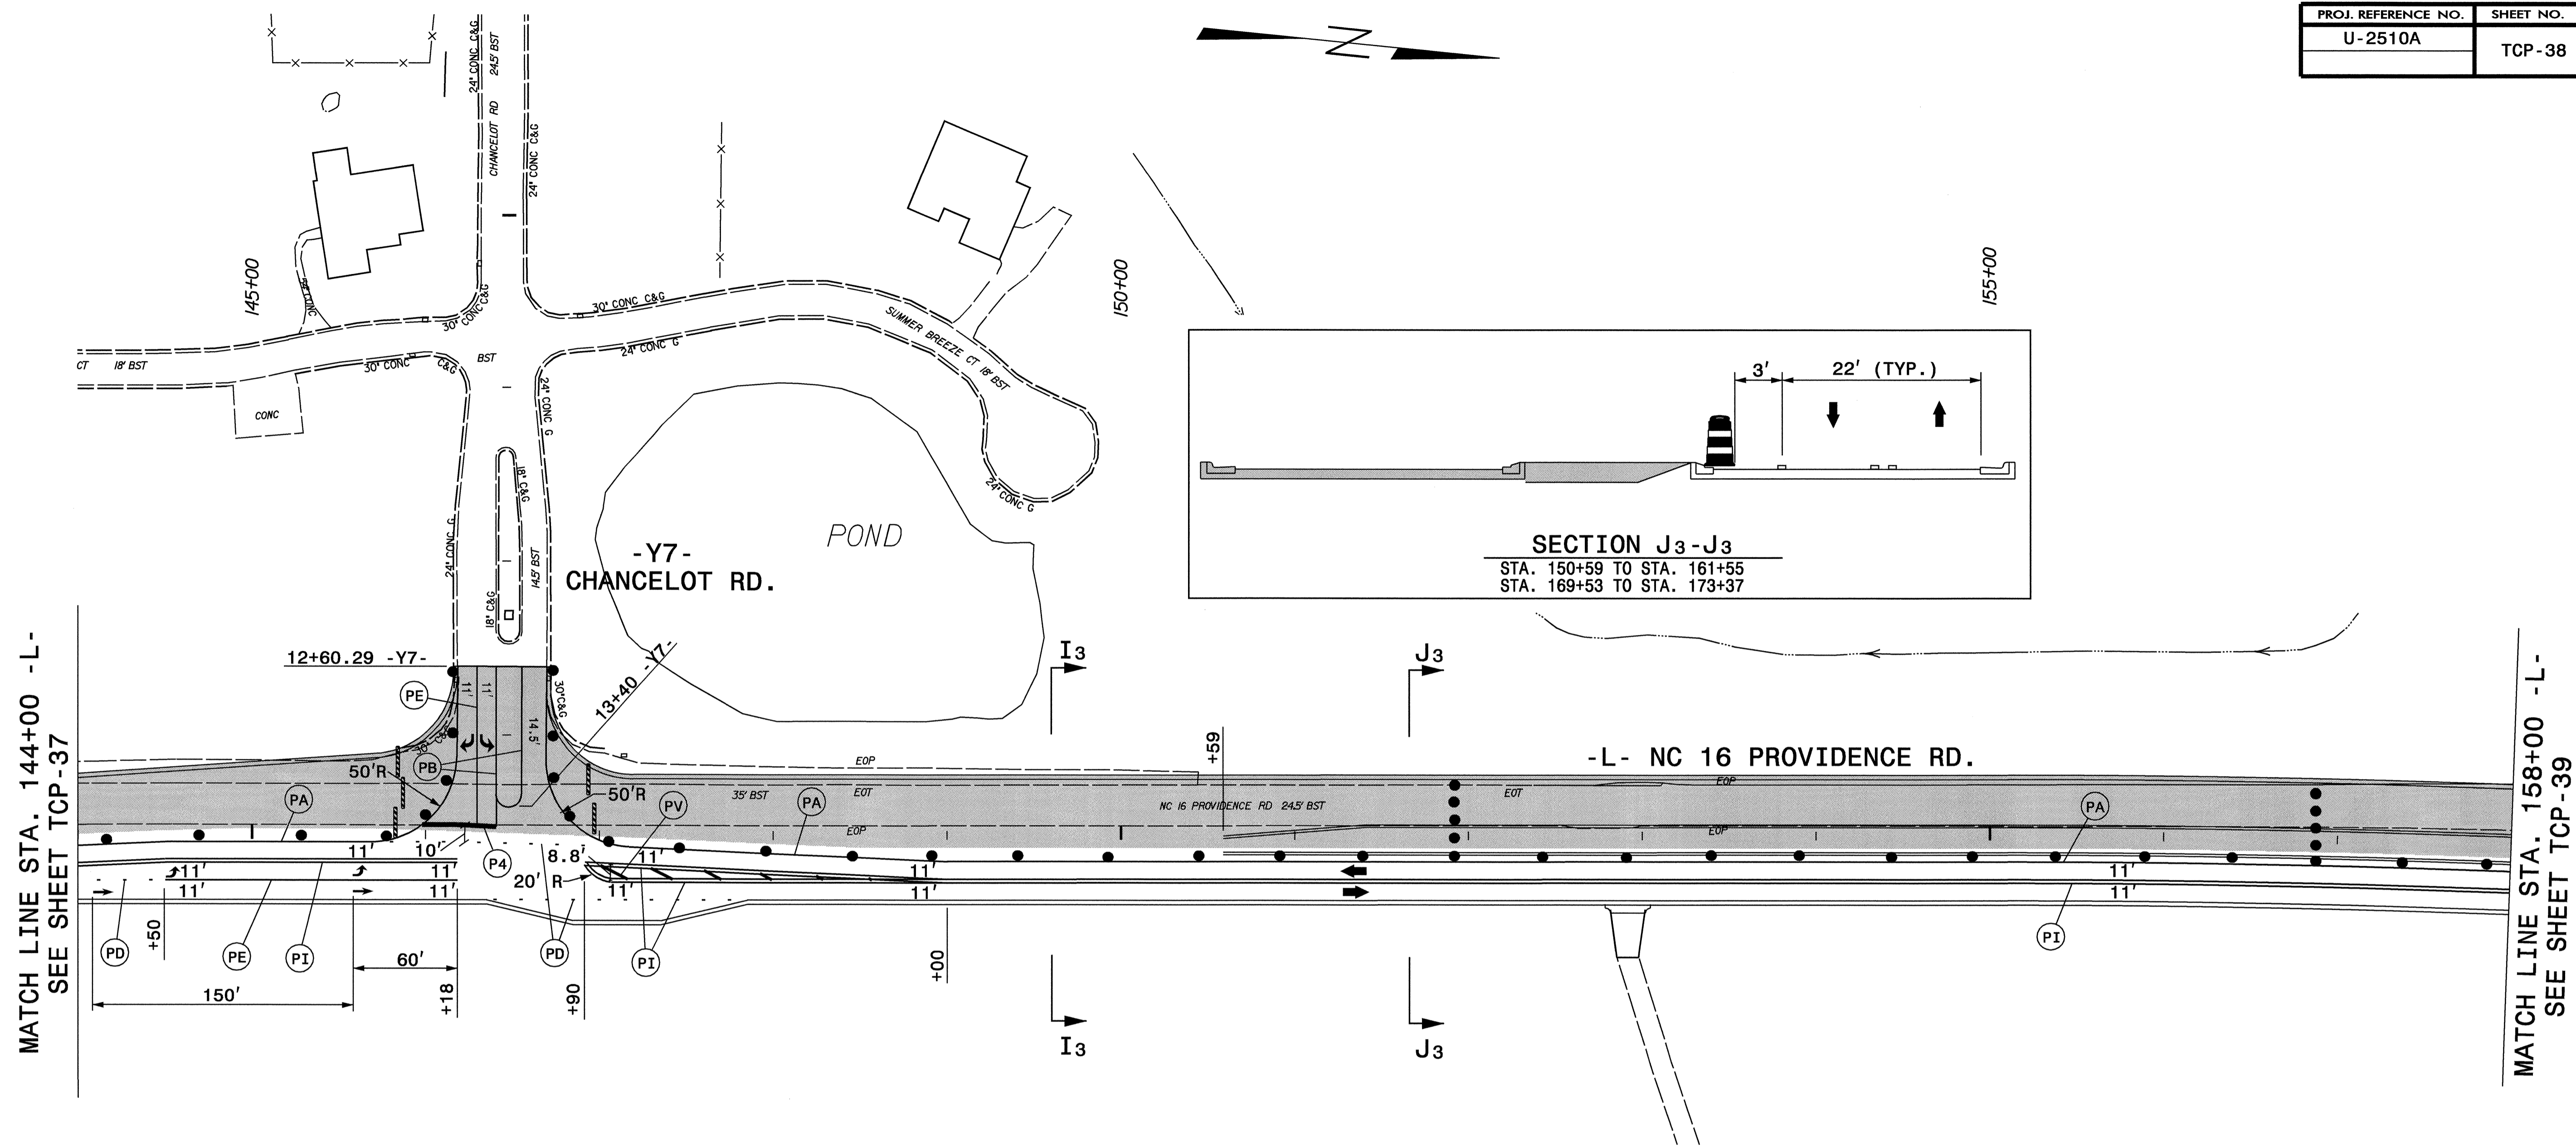 PROJ. REFERENCE NO.
SHEET NO.
U-2510A
TCP-38
24" CONC C&G
CHANCELOT RD 24.5' BST
24" CONC C&G
145+00
150+00
155+00
30" CONC C&G
30" CONC C&G
SUMMER BREEZE CT 18' BST
24" CONC G
CT 18' BST
30" CONC C&G
BST
CONC
24" CONC G
24" CONC G
18" C&G
24" CONC G
14.5' BST
18" C&G
POND
-Y7-
CHANCELOT RD.
3'
22' (TYP.)
SECTION J3-J3
STA. 150+59 TO STA. 161+55
STA. 169+53 TO STA. 173+37
12+60.29 -Y7-
13+40 -Y7-
I3
J3
PE
11'
11'
14.5'
30" C&G
30" C&G
PB
50'R
50'R
PA
PV
PA
EOP
EOT
35' BST
EOP
+59
-L- NC 16 PROVIDENCE RD.
NC 16 PROVIDENCE RD 24.5' BST
EOT
EOP
EOP
PA
MATCH LINE STA. 144+00 -L-
SEE SHEET TCP-37
MATCH LINE STA. 158+00 -L-
SEE SHEET TCP-39
11'
10'
P4
8.8'
11'
11'
11'
11'
11'
20' R
11'
11'
11'
11'
11'
PD
+50
PE
PI
60'
150'
+18
+90
PD
PI
+00
PI
I3
J3